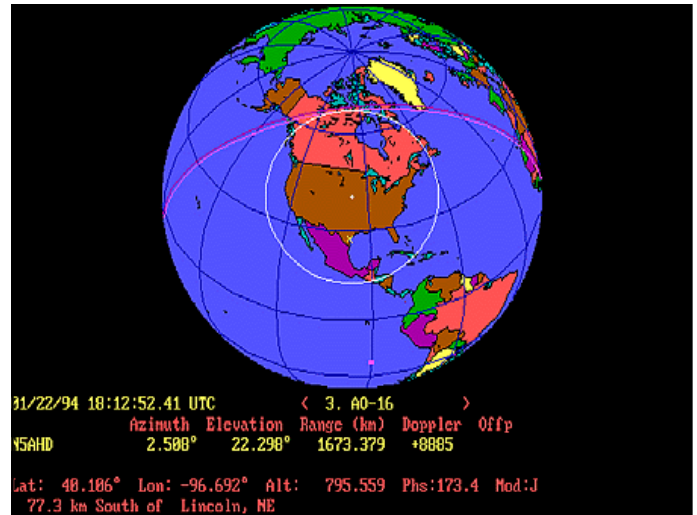 01/22/94 18:12:52.41 UTC < 3. AO-16 >
Azimuth Elevation Range (km) Doppler Offp
N5AHD 2.508° 22.298° 1673.379 +8885
Lat: 40.106° Lon: -96.692° Alt: 795.559 Phs:173.4 Mod:J
77.3 km South of Lincoln, NE